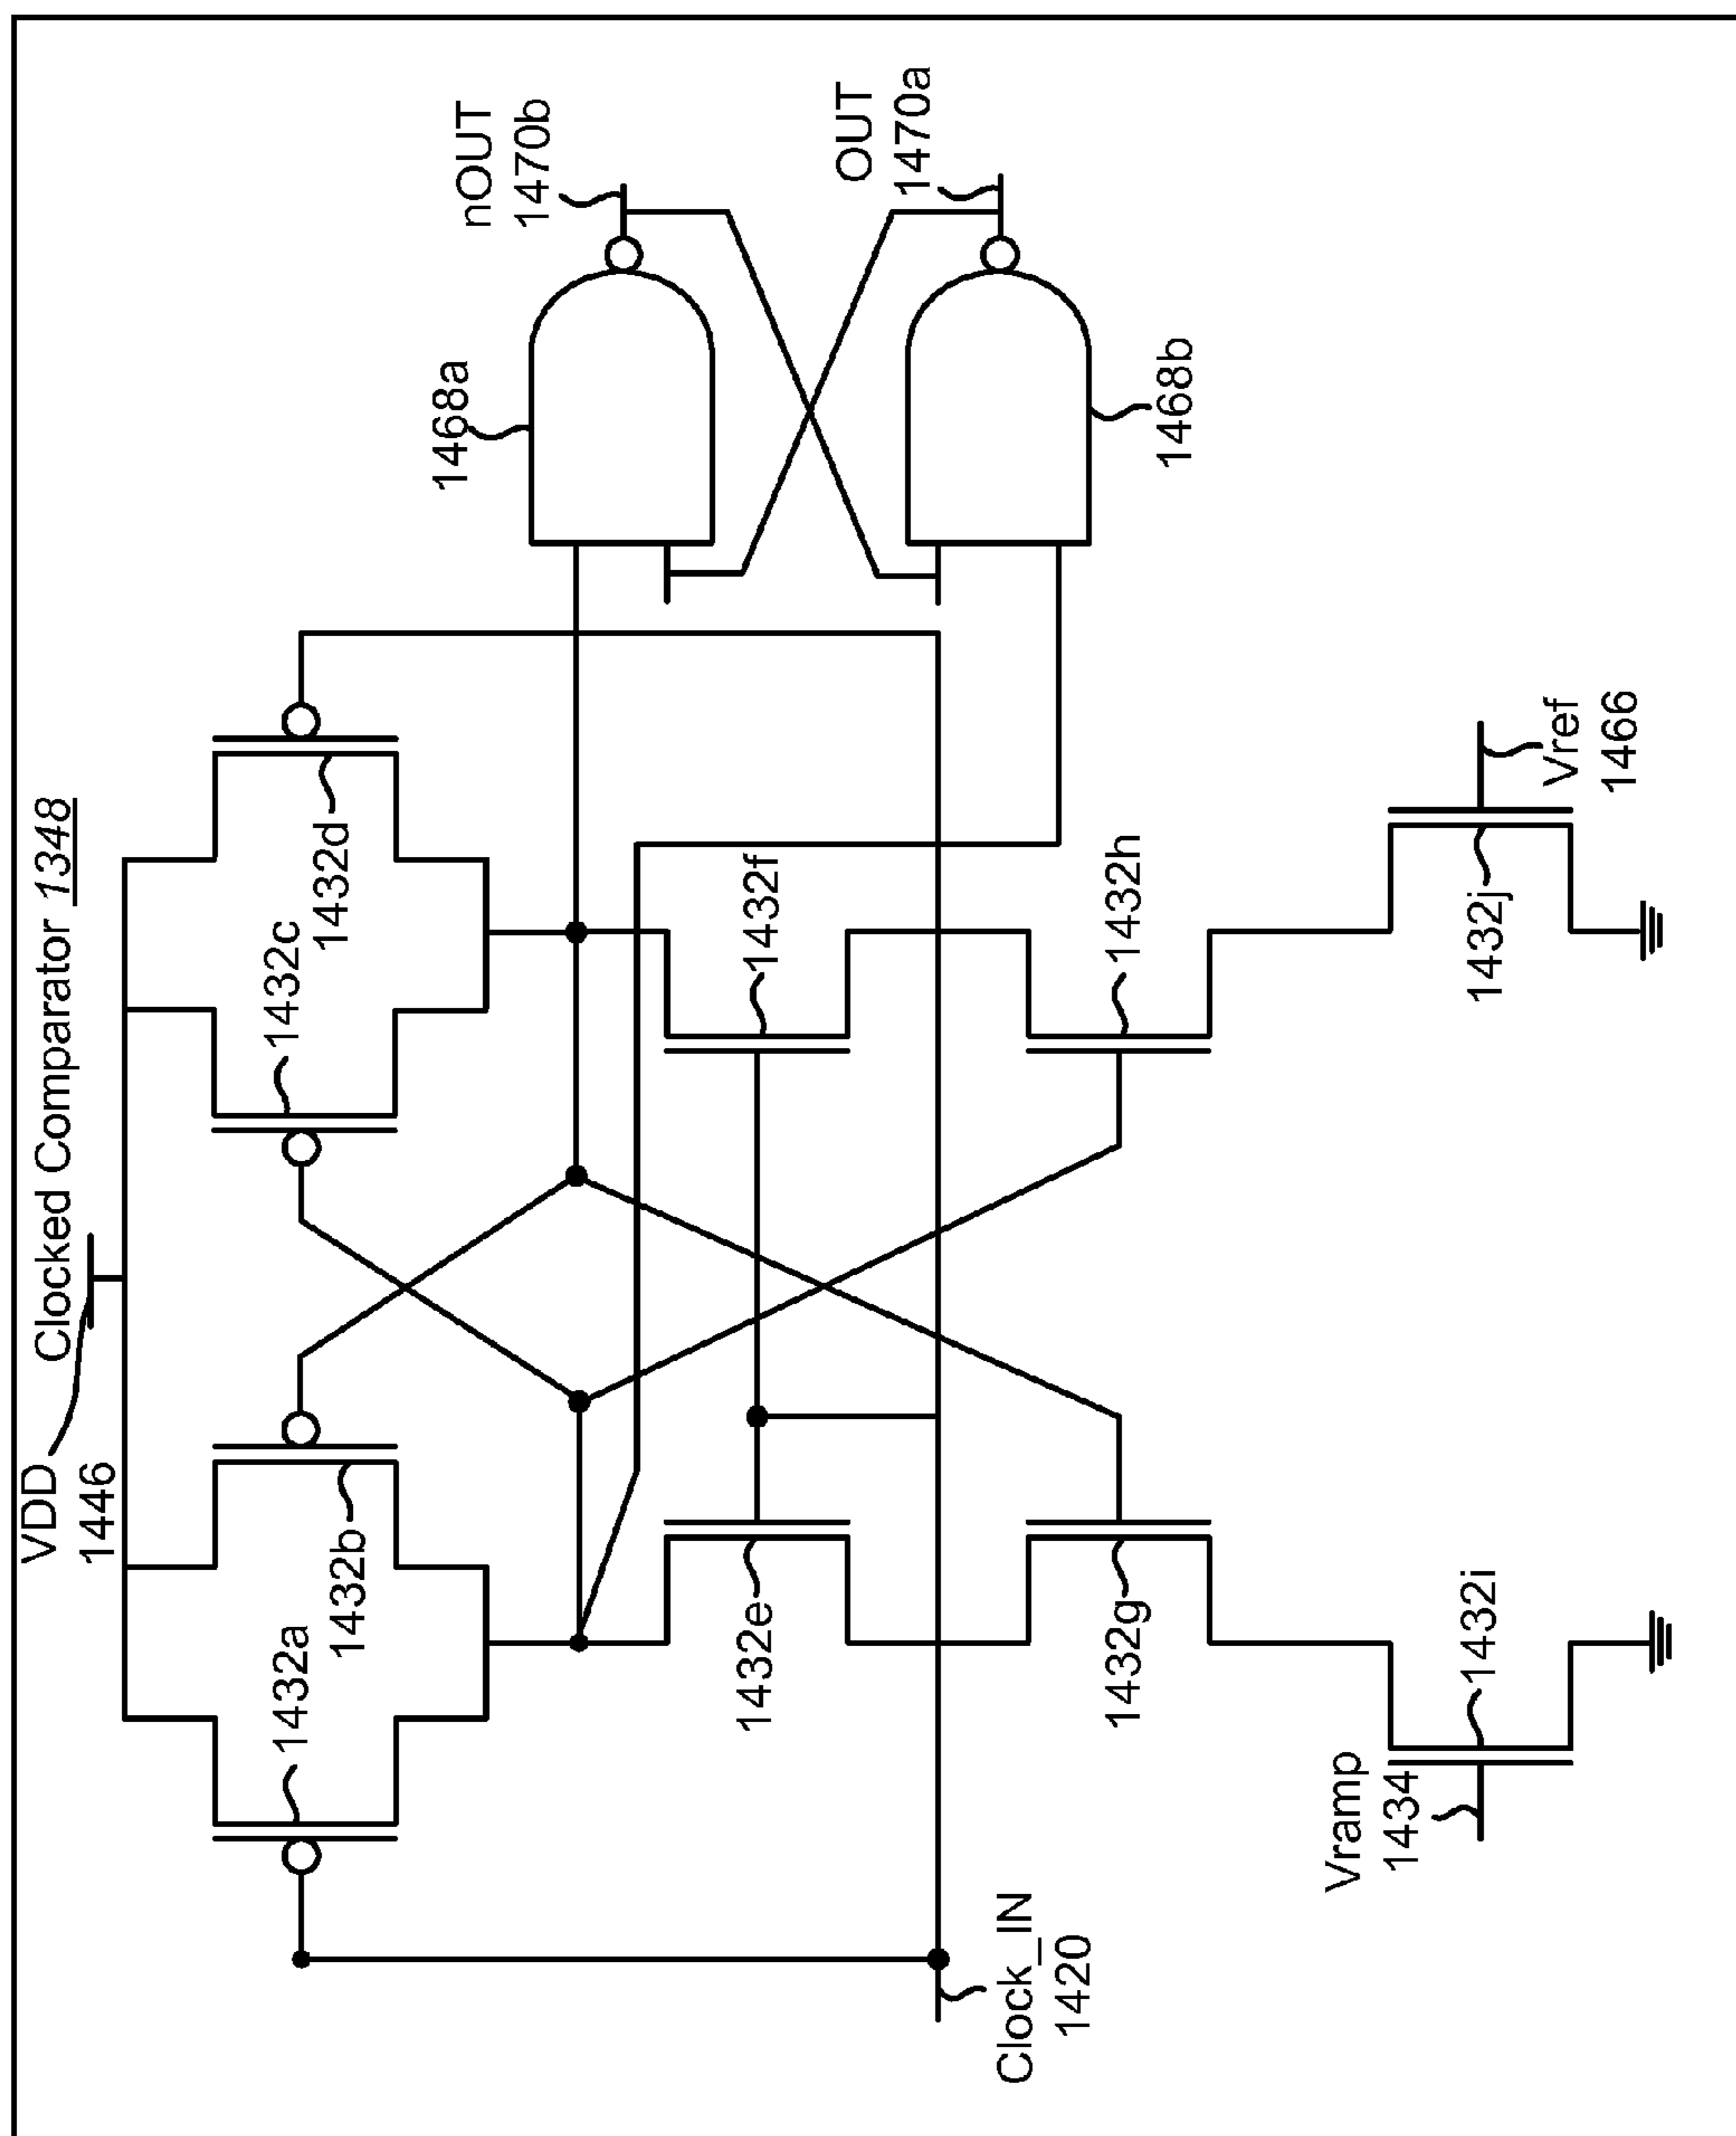 Clocked Comparator 1348
VDD
1446
1432a
1432b
1432c
1432d
nOUT
1470b
1468a
OUT
1470a
1468b
1432e
1432f
1432g
1432h
Clock_IN
1420
Vramp
1434
1432i
1432j
Vref
1466